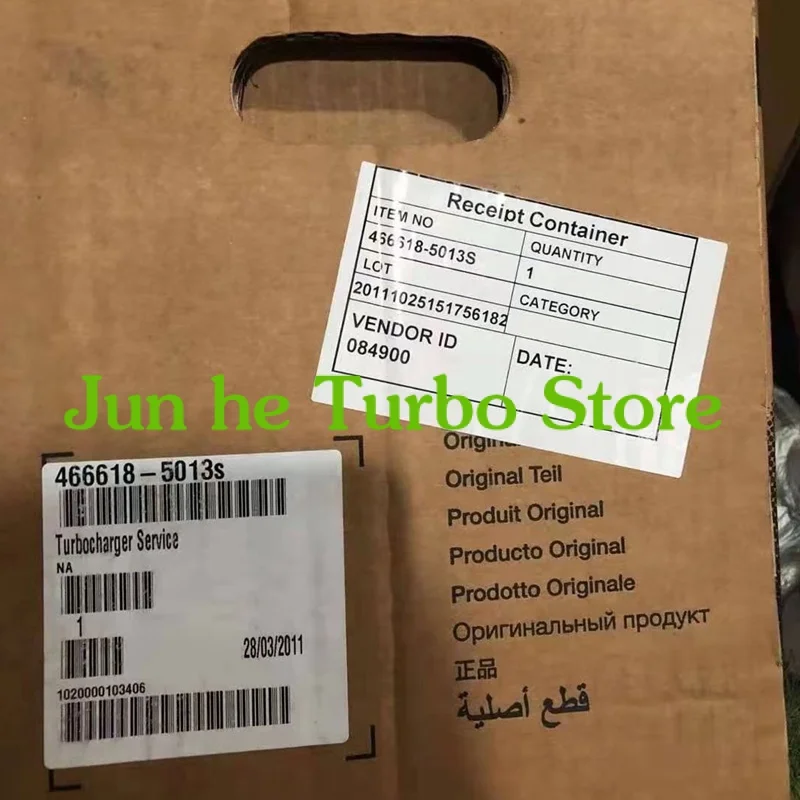 Receipt Container
ITEM NO
466618-5013S
QUANTITY
1
LOT
20111025151756182
CATEGORY
VENDOR ID
084900
DATE:
Jun he Turbo Store
466618-5013s
Turbocharger Service
NA
1
28/03/2011
1020000103406
Original Teil
Produit Original
Producto Original
Prodotto Originale
Оригинальный продукт
正品
قطع أصلية